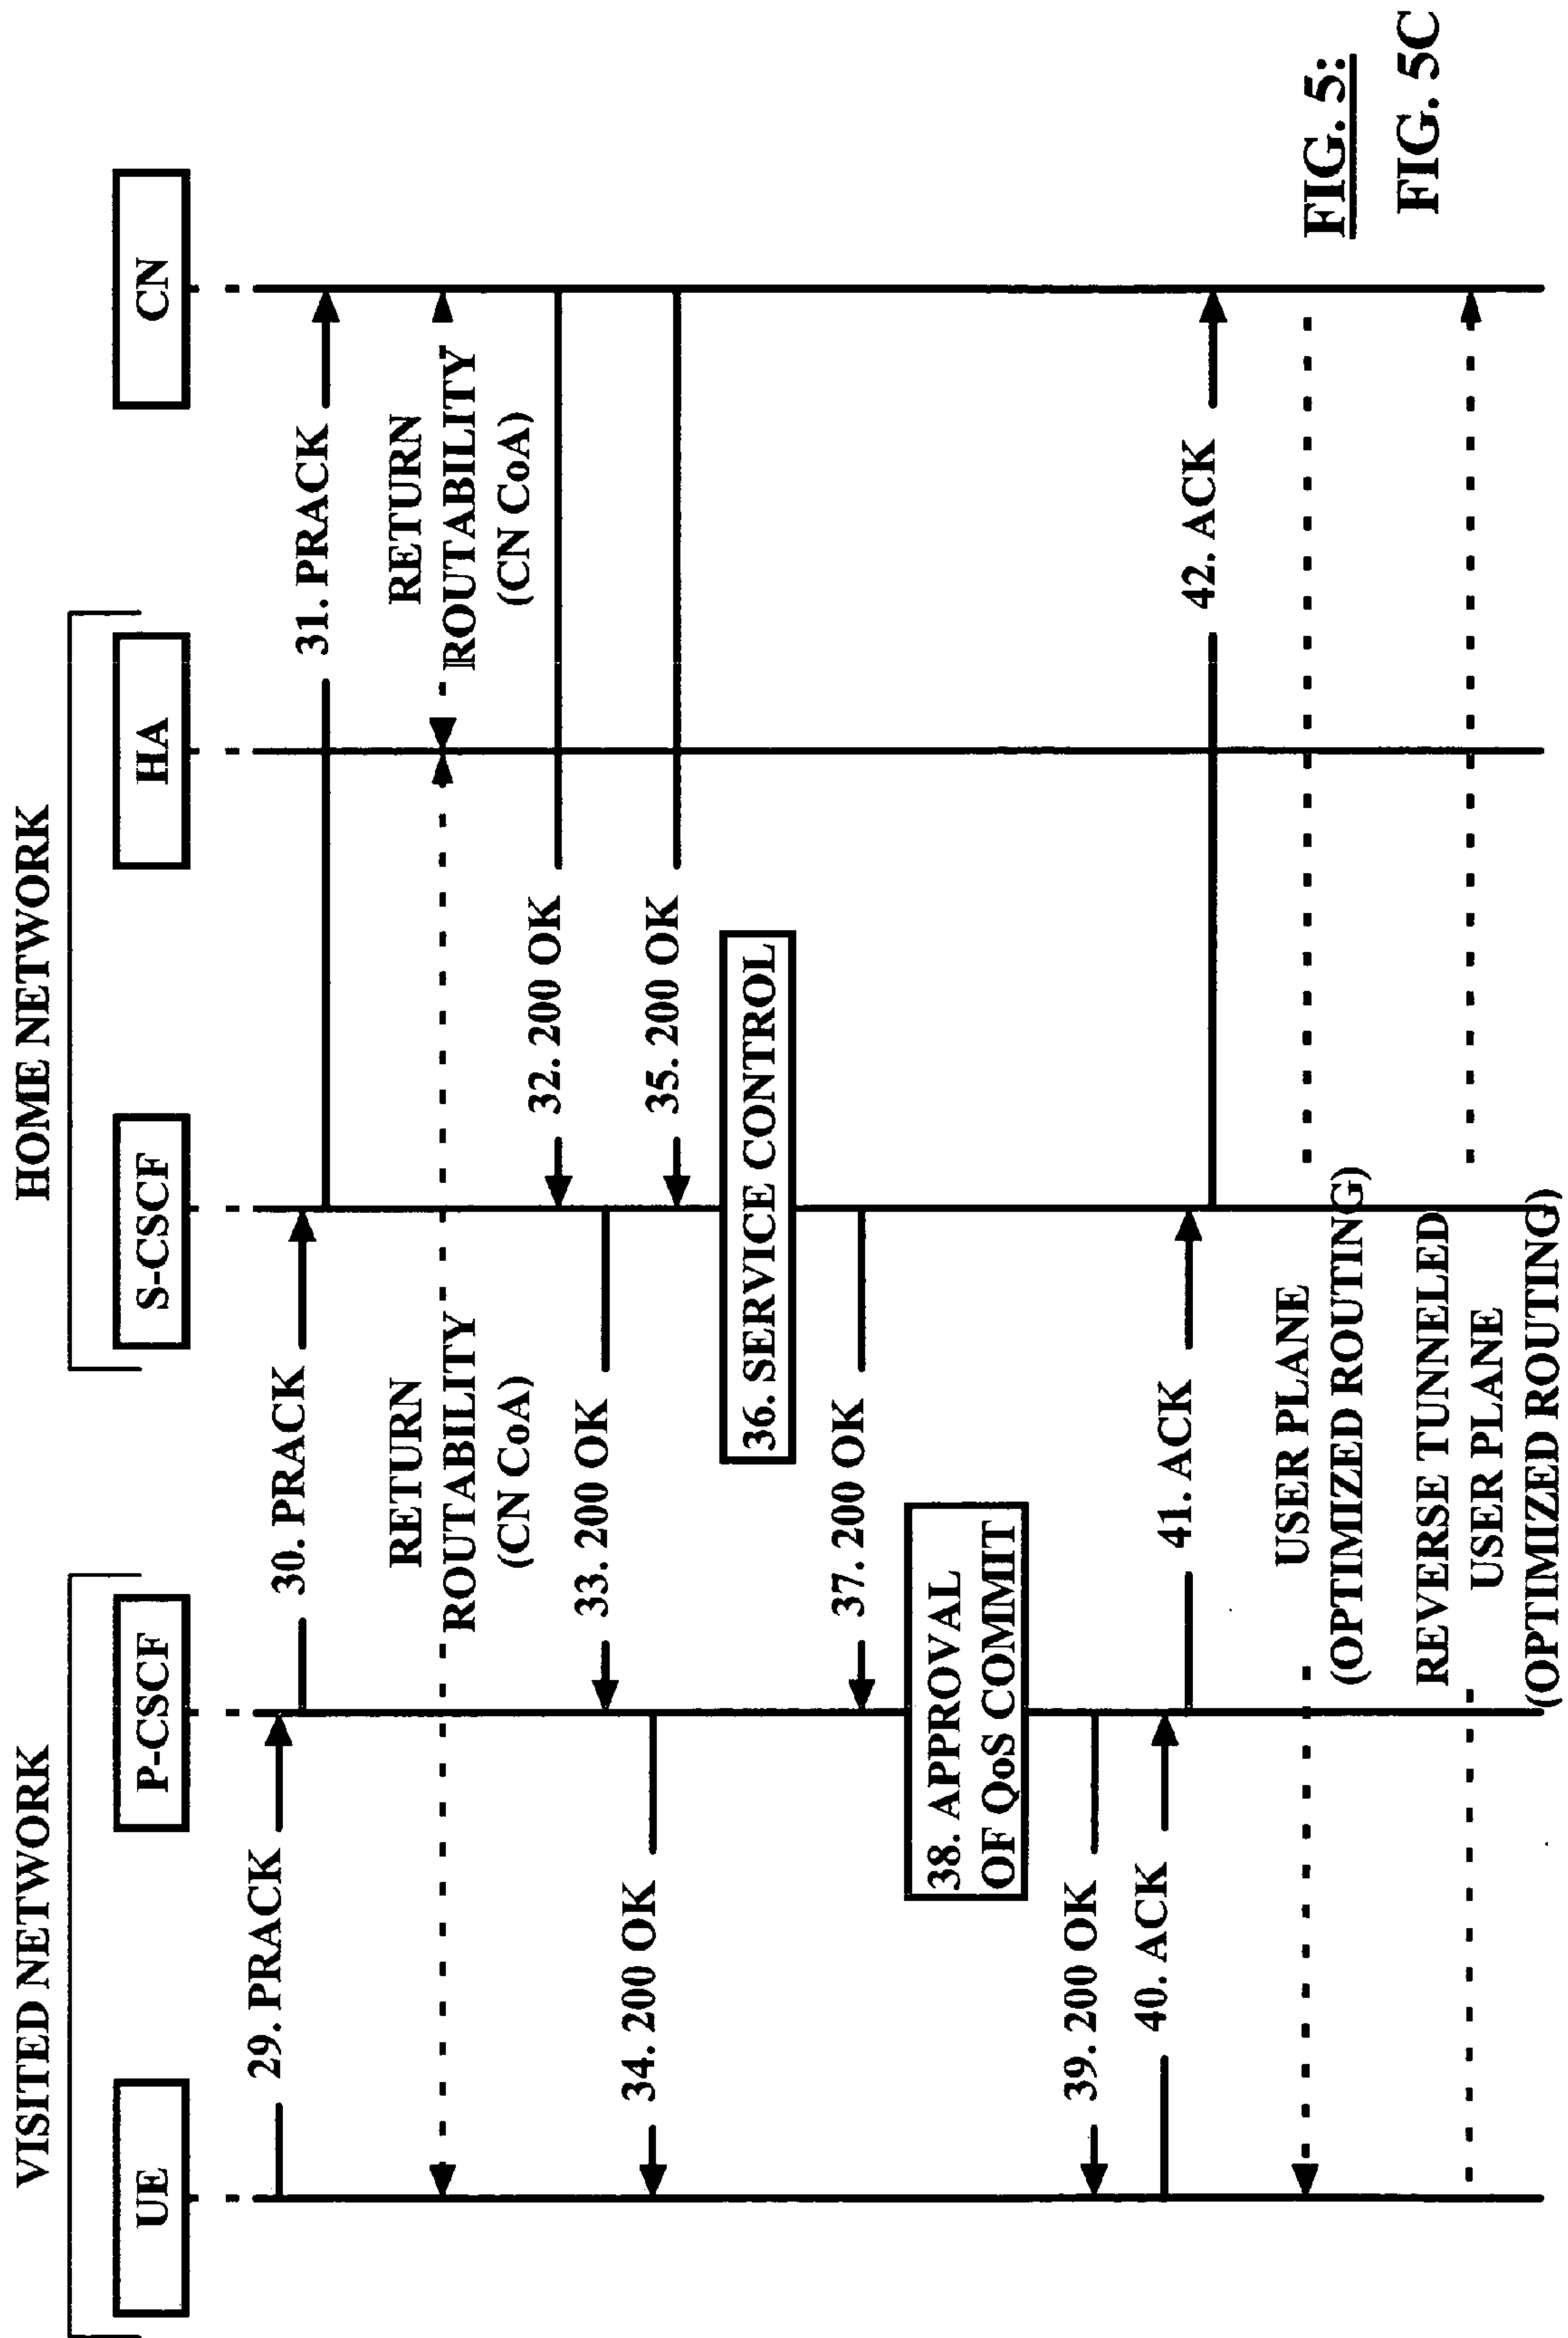 VISITED NETWORK
HOME NETWORK
UE
P-CSCF
S-CSCF
HA
CN
29. PRACK
30. PRACK
31. PRACK
RETURN
ROUTABILITY
(CN CoA)
RETURN
ROUTABILITY
(CN CoA)
32. 200 OK
33. 200 OK
34. 200 OK
35. 200 OK
36. SERVICE CONTROL
37. 200 OK
38. APPROVAL
OF QoS COMMIT
39. 200 OK
40. ACK
41. ACK
42. ACK
USER PLANE
(OPTIMIZED ROUTING)
REVERSE TUNNELED
USER PLANE
(OPTIMIZED ROUTING)
FIG. 5:
FIG. 5C